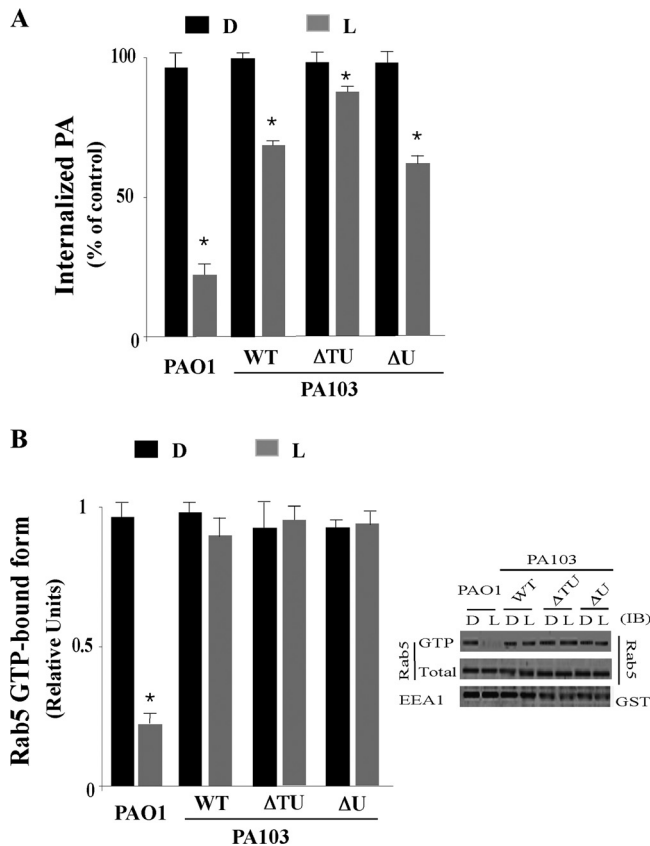 A
D L
Internalized PA
(% of control)
100
50
0
PAO1 WT ΔTU ΔU
PA103
* * * *
B
D L
Rab5 GTP-bound form
(Relative Units)
1
0.5
0
*
PAO1 WT ΔTU ΔU
PA103
PA103
PAO1 WT ΔTU ΔU
D L D L D L D L (IB)
Rab5 GTP Rab5
Total
EEA1 GST